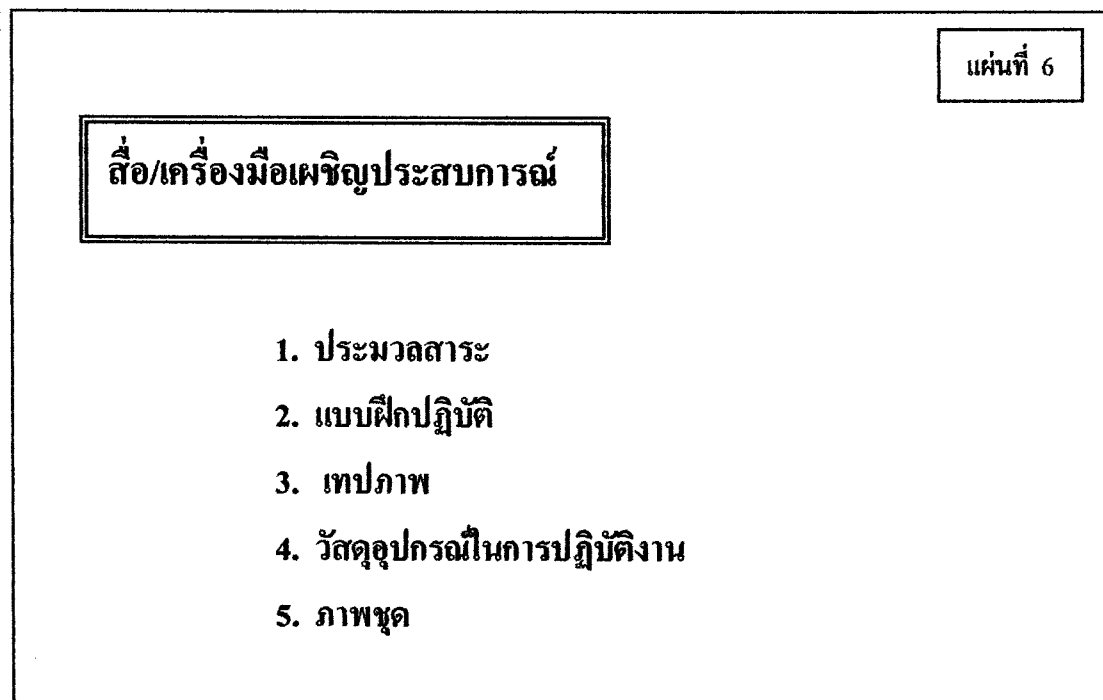 แผ่นที่ 6
สื่อ/เครื่องมือเผชิญประสบการณ์
1. ประมวลสาระ
2. แบบฝึกปฏิบัติ
3. เทปภาพ
4. วัสดุอุปกรณ์ในการปฏิบัติงาน
5. ภาพชุด